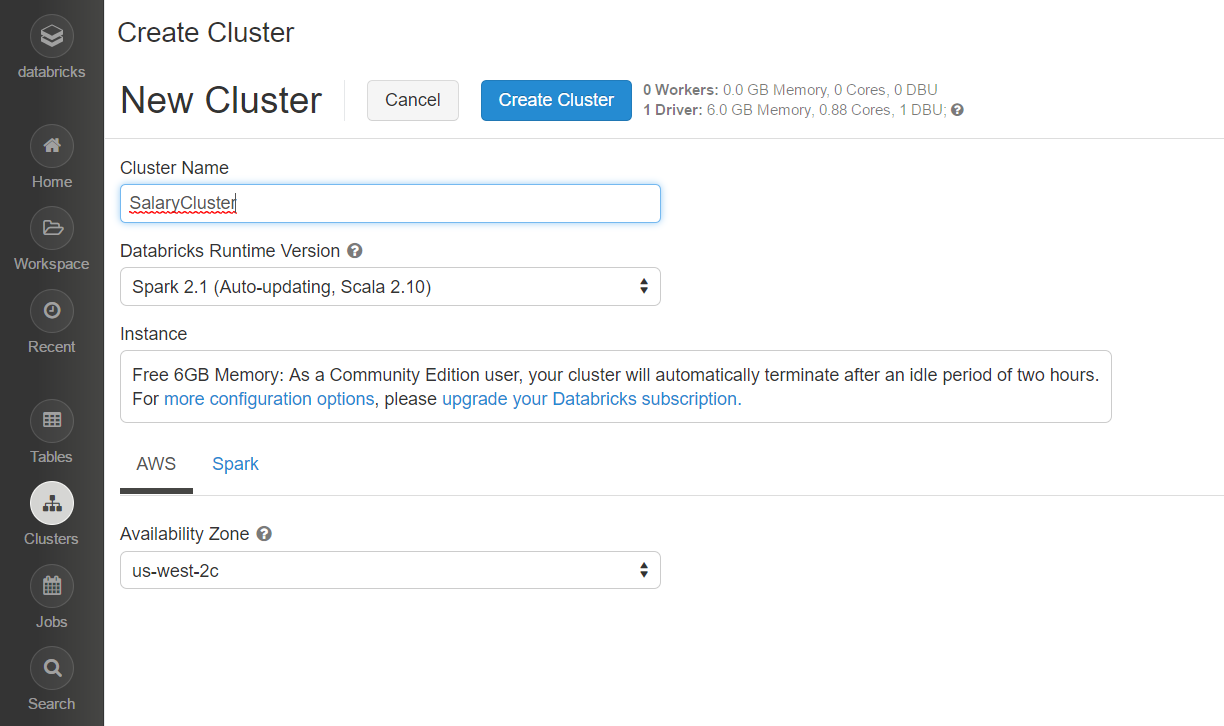 databricks
Home
Workspace
Recent
Tables
Clusters
Jobs
Search
Create Cluster
New Cluster
Cancel
Create Cluster
0 Workers: 0.0 GB Memory, 0 Cores, 0 DBU
1 Driver: 6.0 GB Memory, 0.88 Cores, 1 DBU; ?
Cluster Name
SalaryCluster
Databricks Runtime Version ?
Spark 2.1 (Auto-updating, Scala 2.10)
Instance
Free 6GB Memory: As a Community Edition user, your cluster will automatically terminate after an idle period of two hours.
For more configuration options, please upgrade your Databricks subscription.
AWS
Spark
Availability Zone ?
us-west-2c